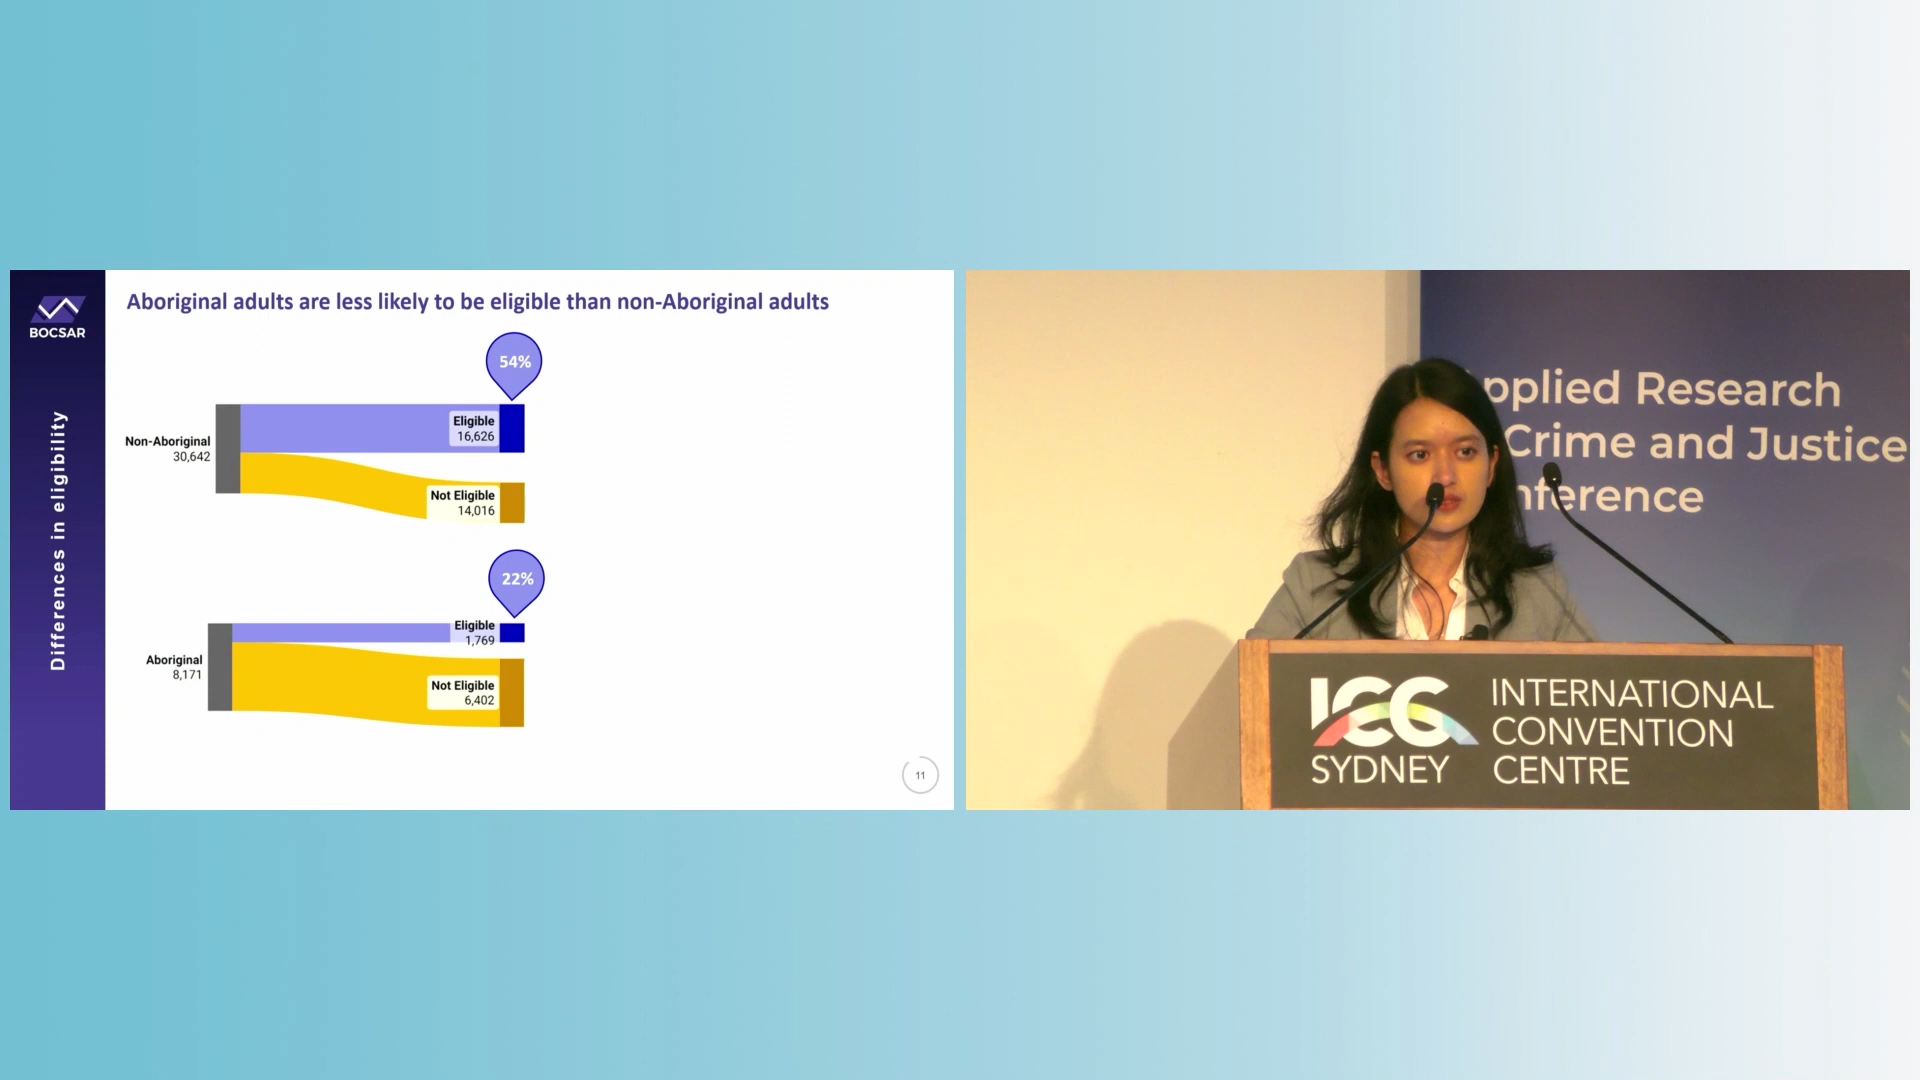 BOCSAR
Differences in eligibility
Aboriginal adults are less likely to be eligible than non-Aboriginal adults
54%
Non-Aboriginal
30,642
Eligible
16,626
Not Eligible
14,016
22%
Aboriginal
8,171
Eligible
1,769
Not Eligible
6,402
11
pplied Research
Crime and Justice
nference
ICC
SYDNEY
INTERNATIONAL
CONVENTION
CENTRE